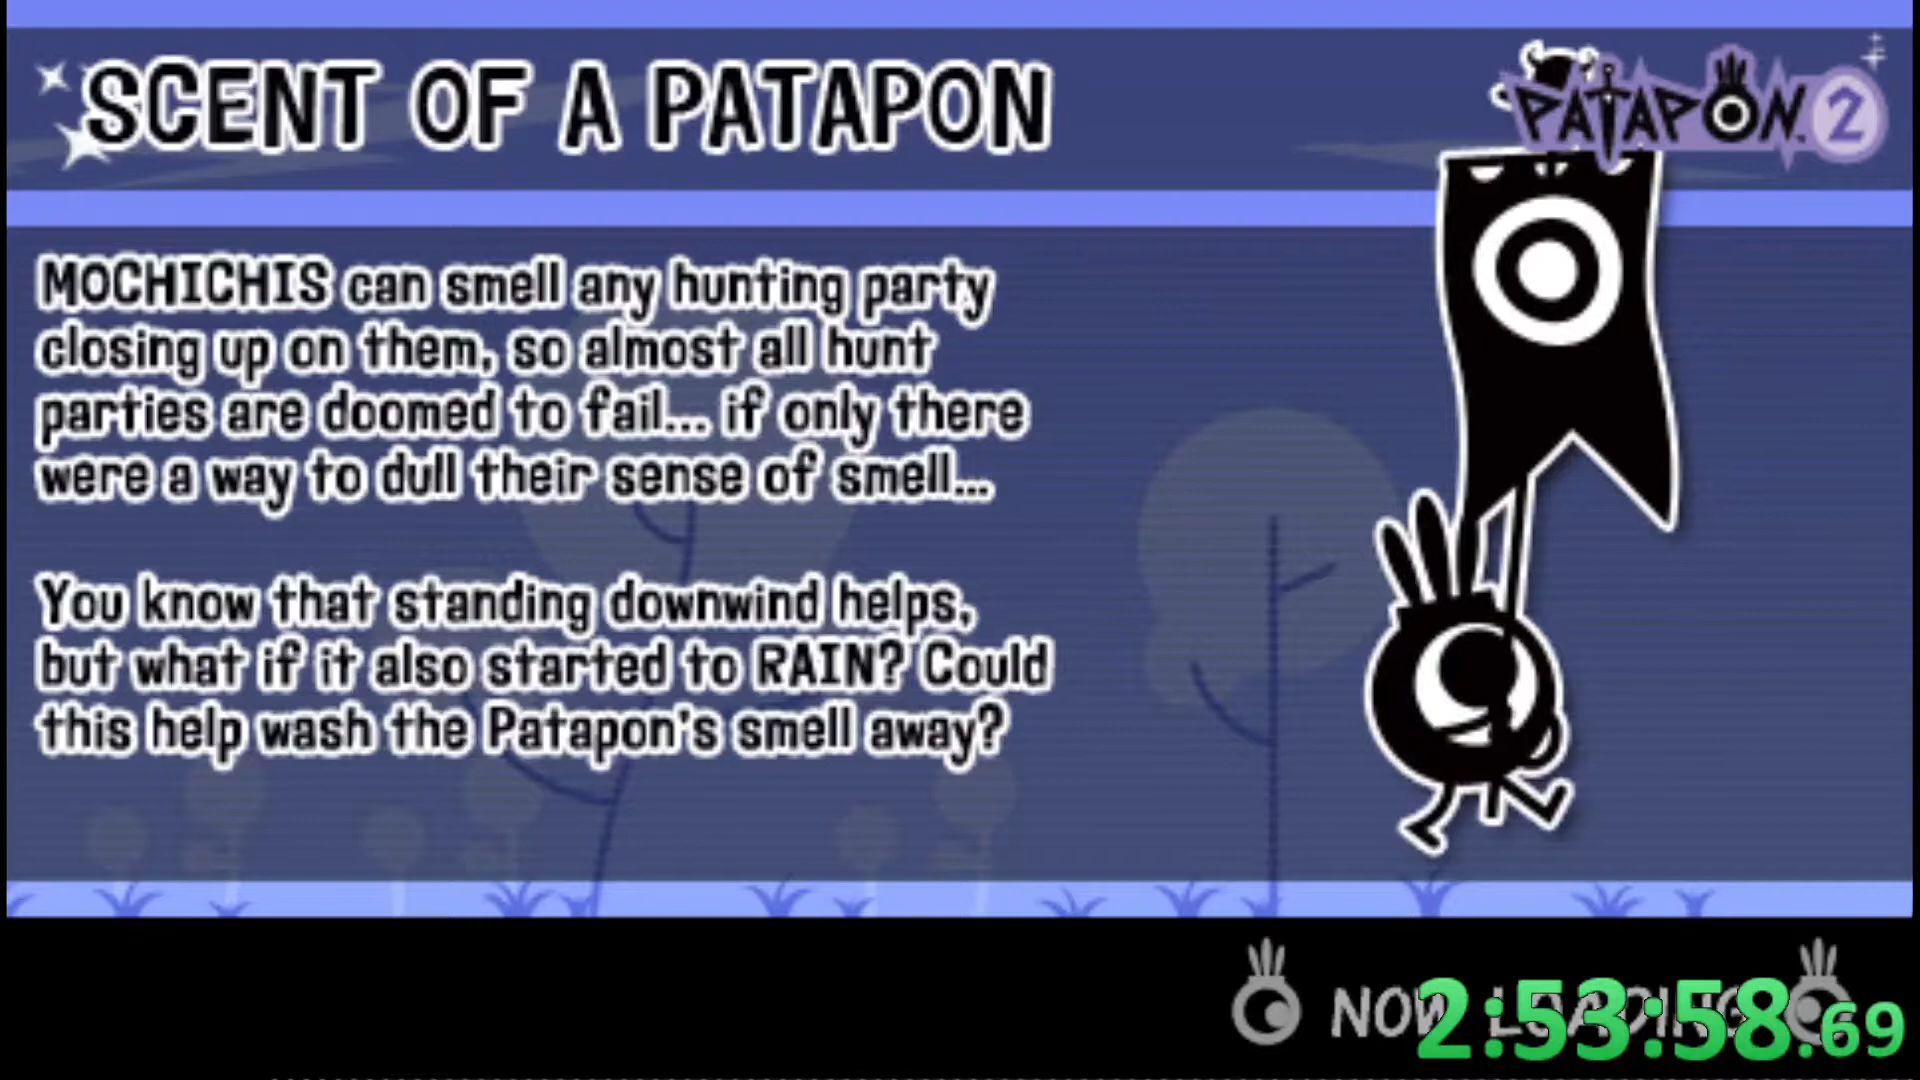 SCENT OF A PATAPON
PATAPON 2
MOCHICHIS can smell any hunting party
closing up on them, so almost all hunt
parties are doomed to fail... if only there
were a way to dull their sense of smell...
You know that standing downwind helps,
but what if it also started to RAIN? Could
this help wash the Patapon's smell away?
NOW LOADING
2:53:58.69